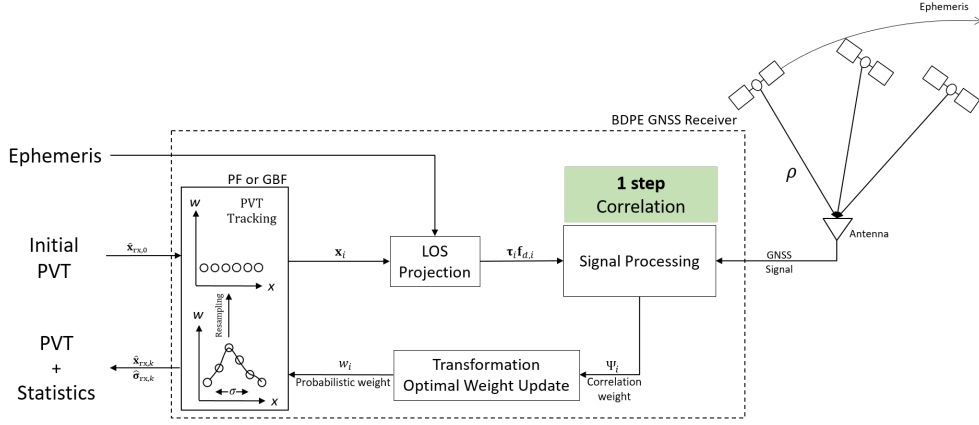 Ephemeris
BDPE GNSS Receiver
Ephemeris
PF or GBF
w
PVT
Tracking
x
1 step
Correlation
ρ
Antenna
Initial
PVT
x̂rx,0
xᵢ
LOS
Projection
τᵢfd,i
Signal Processing
GNSS
Signal
Resampling
w
σ
x
PVT
+
Statistics
x̂rx,k
σ̂rx,k
wᵢ
Probabilistic weight
Transformation
Optimal Weight Update
Ψᵢ
Correlation
weight